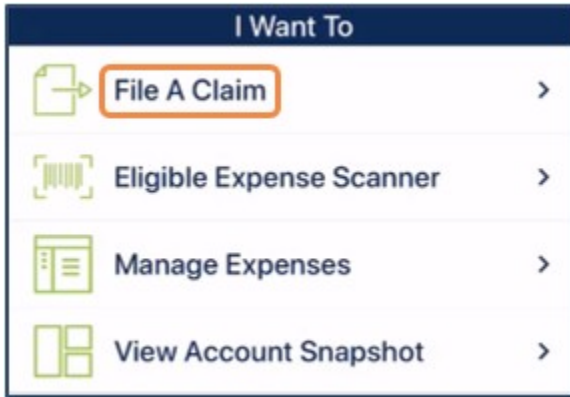 I Want To
File A Claim
Eligible Expense Scanner
Manage Expenses
View Account Snapshot